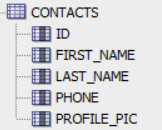 CONTACTS
ID
FIRST_NAME
LAST_NAME
PHONE
PROFILE_PIC